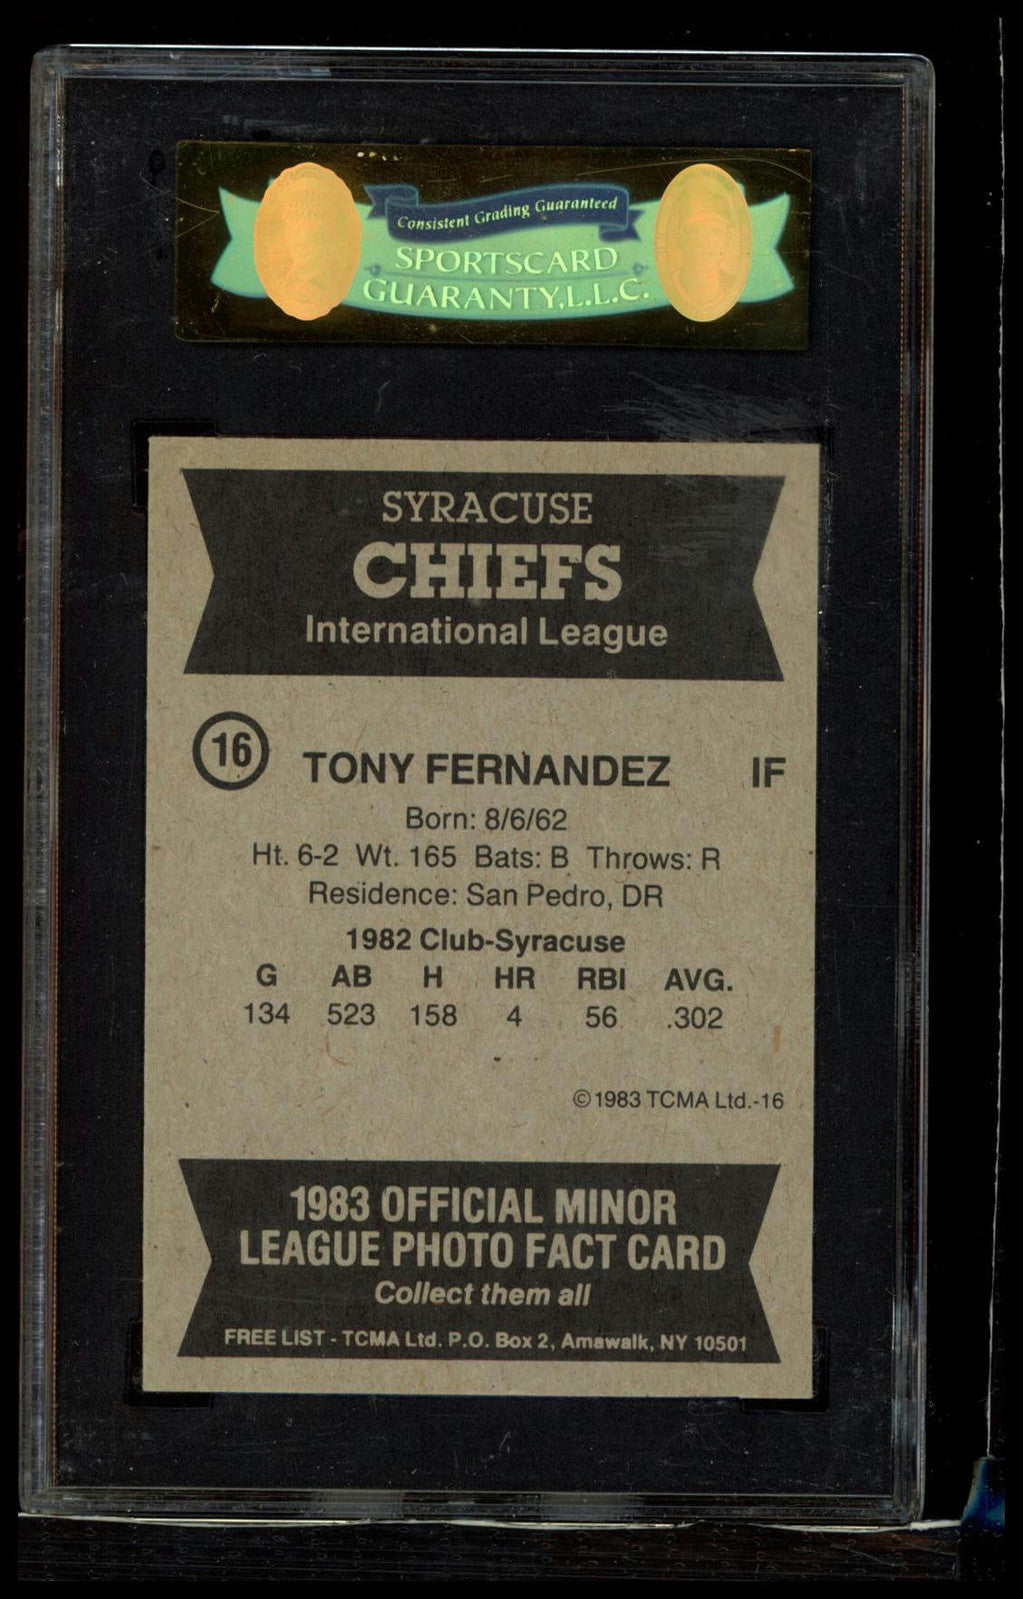 Consistent Grading Guaranteed
SPORTSCARD
GUARANTY, L.L.C.
SYRACUSE
CHIEFS
International League
16 TONY FERNANDEZ IF
Born: 8/6/62
Ht. 6-2 Wt. 165 Bats: B Throws: R
Residence: San Pedro, DR
1982 Club-Syracuse
G AB H HR RBI AVG.
134 523 158 4 56 .302
©1983 TCMA Ltd.-16
1983 OFFICIAL MINOR
LEAGUE PHOTO FACT CARD
Collect them all
FREE LIST - TCMA Ltd. P.O. Box 2, Amawalk, NY 10501